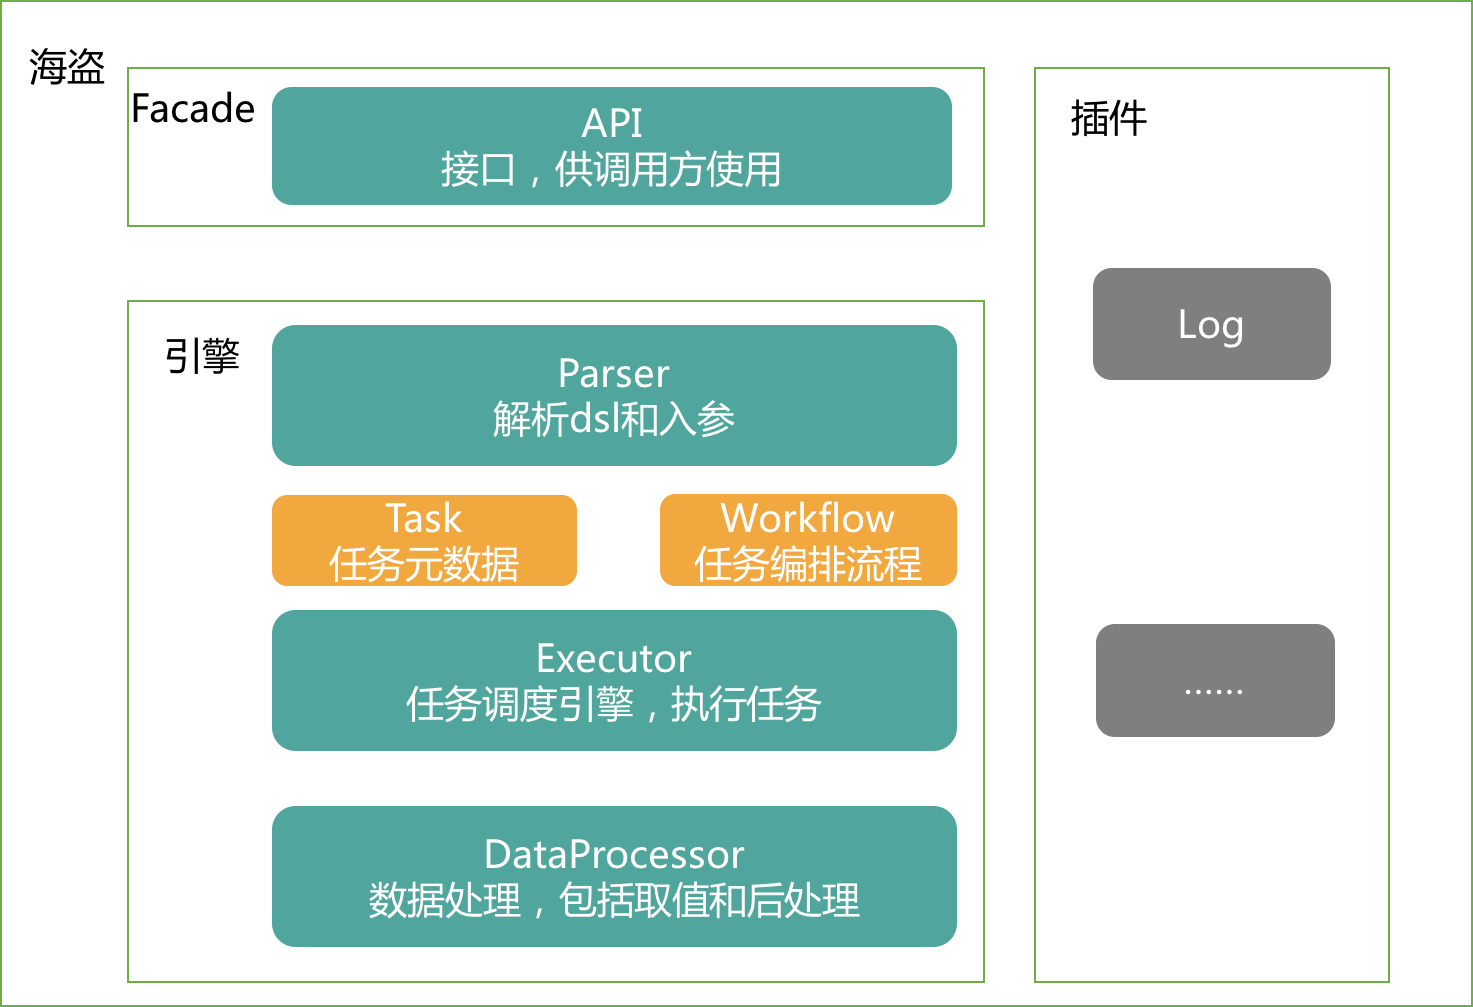 海盗
Facade
API
接口，供调用方使用
引擎
Parser
解析dsl和入参
Task
任务元数据
Workflow
任务编排流程
Executor
任务调度引擎，执行任务
DataProcessor
数据处理，包括取值和后处理
插件
Log
......